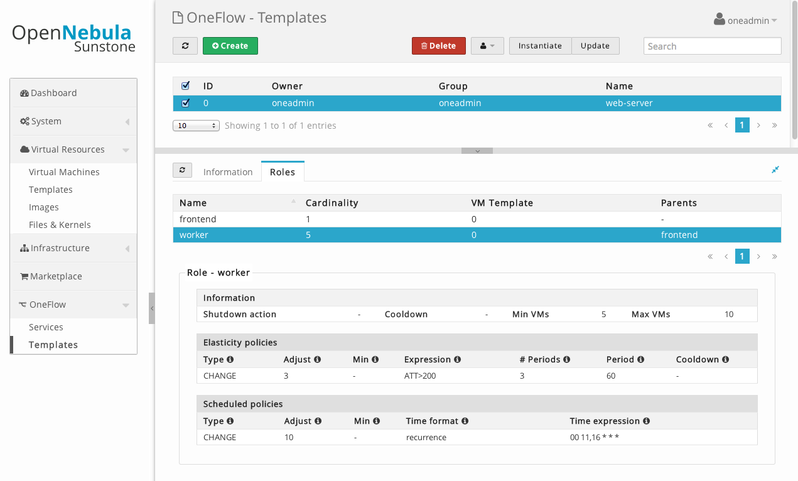 OpenNebula
Sunstone
OneFlow - Templates
oneadmin
Create
Delete
Instantiate
Update
Search
Dashboard
System
Virtual Resources
Virtual Machines
Templates
Images
Files & Kernels
Infrastructure
Marketplace
OneFlow
Services
Templates
ID Owner Group Name
0 oneadmin oneadmin web-server
10 Showing 1 to 1 of 1 entries « ‹ 1 › »
Information Roles
Name Cardinality VM Template Parents
frontend 1 0 -
worker 5 0 frontend
« ‹ 1 › »
Role - worker
Information
Shutdown action - Cooldown - Min VMs 5 Max VMs 10
Elasticity policies
Type Adjust Min Expression # Periods Period Cooldown
CHANGE 3 - ATT>200 3 60 -
Scheduled policies
Type Adjust Min Time format Time expression
CHANGE 10 - recurrence 00 11,16 * * *